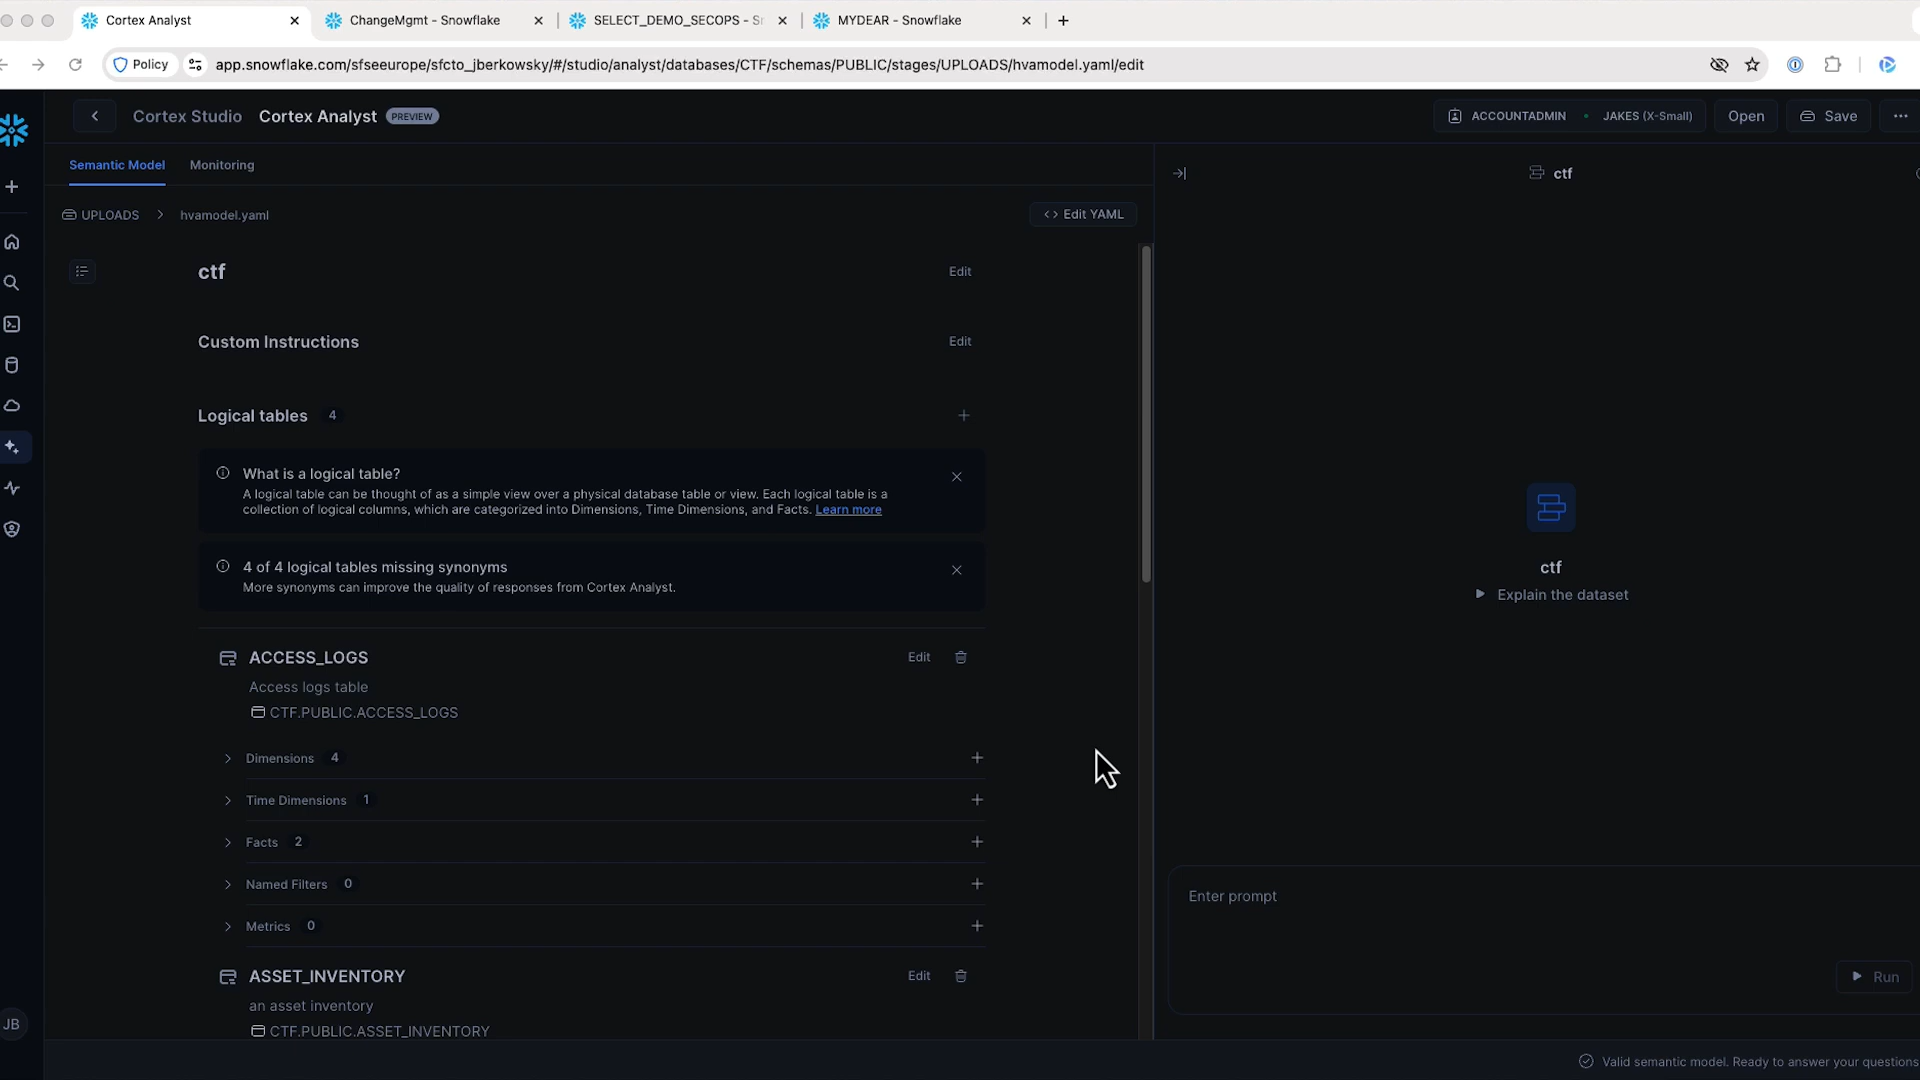 Cortex Analyst
ChangeMgmt - Snowflake
SELECT_DEMO_SECOPS - S
MYDEAR - Snowflake
Policy
app.snowflake.com/sfseeurope/sfcto_jberkowsky/#/studio/analyst/databases/CTF/schemas/PUBLIC/stages/UPLOADS/hvamodel.yaml/edit
Cortex Studio
Cortex Analyst
PREVIEW
ACCOUNTADMIN
JAKES (X-Small)
Open
Save
Semantic Model
Monitoring
ctf
UPLOADS
hvamodel.yaml
<> Edit YAML
ctf
Edit
Custom Instructions
Edit
Logical tables 4
What is a logical table?
A logical table can be thought of as a simple view over a physical database table or view. Each logical table is a
collection of logical columns, which are categorized into Dimensions, Time Dimensions, and Facts. Learn more
4 of 4 logical tables missing synonyms
More synonyms can improve the quality of responses from Cortex Analyst.
ctf
Explain the dataset
ACCESS_LOGS
Edit
Access logs table
CTF.PUBLIC.ACCESS_LOGS
Dimensions 4
Time Dimensions 1
Facts 2
Named Filters 0
Metrics 0
Enter prompt
Run
ASSET_INVENTORY
Edit
an asset inventory
CTF.PUBLIC.ASSET_INVENTORY
JB
Valid semantic model. Ready to answer your questions